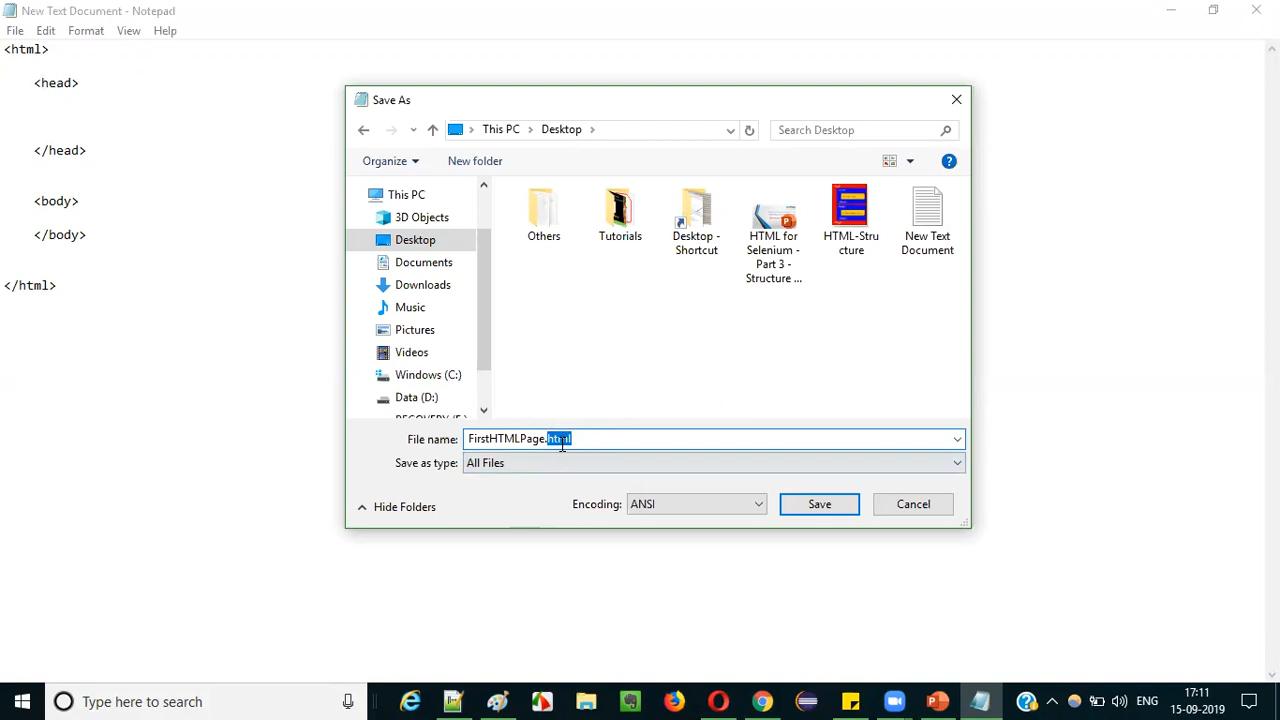 New Text Document - Notepad
File Edit Format View Help
<html>
<head>
</head>
<body>
</body>
</html>
Save As
This PC Desktop
Search Desktop
Organize New folder
This PC
3D Objects
Desktop
Documents
Downloads
Music
Pictures
Videos
Windows (C:)
Data (D:)
Others
Tutorials
Desktop -
Shortcut
HTML for
Selenium -
Part 3 -
Structure ...
HTML-Stru
cture
New Text
Document
File name: FirstHTMLPage.html
Save as type: All Files
Hide Folders
Encoding: ANSI
Save Cancel
Type here to search
ENG
17:11
15-09-2019